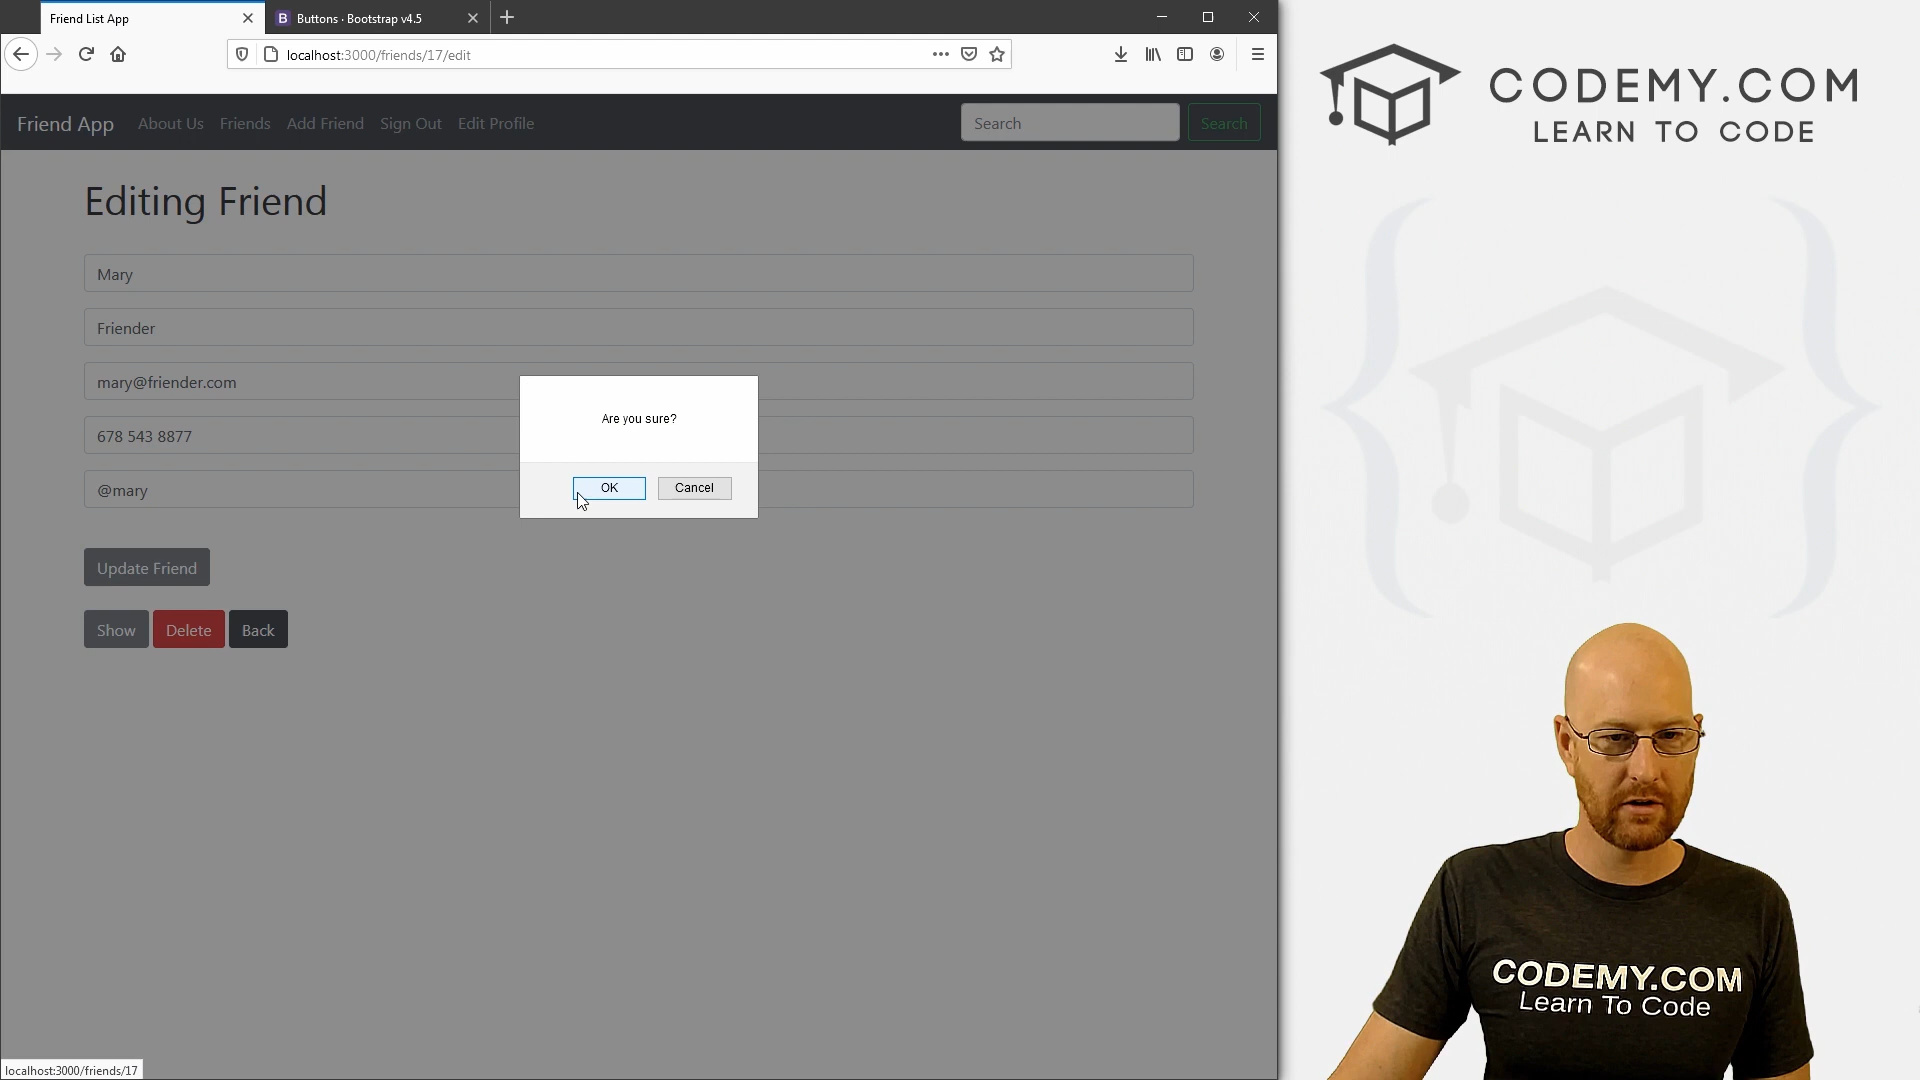 Friend List App
B Buttons · Bootstrap v4.5
localhost:3000/friends/17/edit
Friend App
About Us
Friends
Add Friend
Sign Out
Edit Profile
Search
Search
Editing Friend
Mary
Friender
mary@friender.com
678 543 8877
@mary
Are you sure?
OK
Cancel
Update Friend
Show
Delete
Back
localhost:3000/friends/17
CODEMY.COM
LEARN TO CODE
CODEMY.COM
Learn To Code